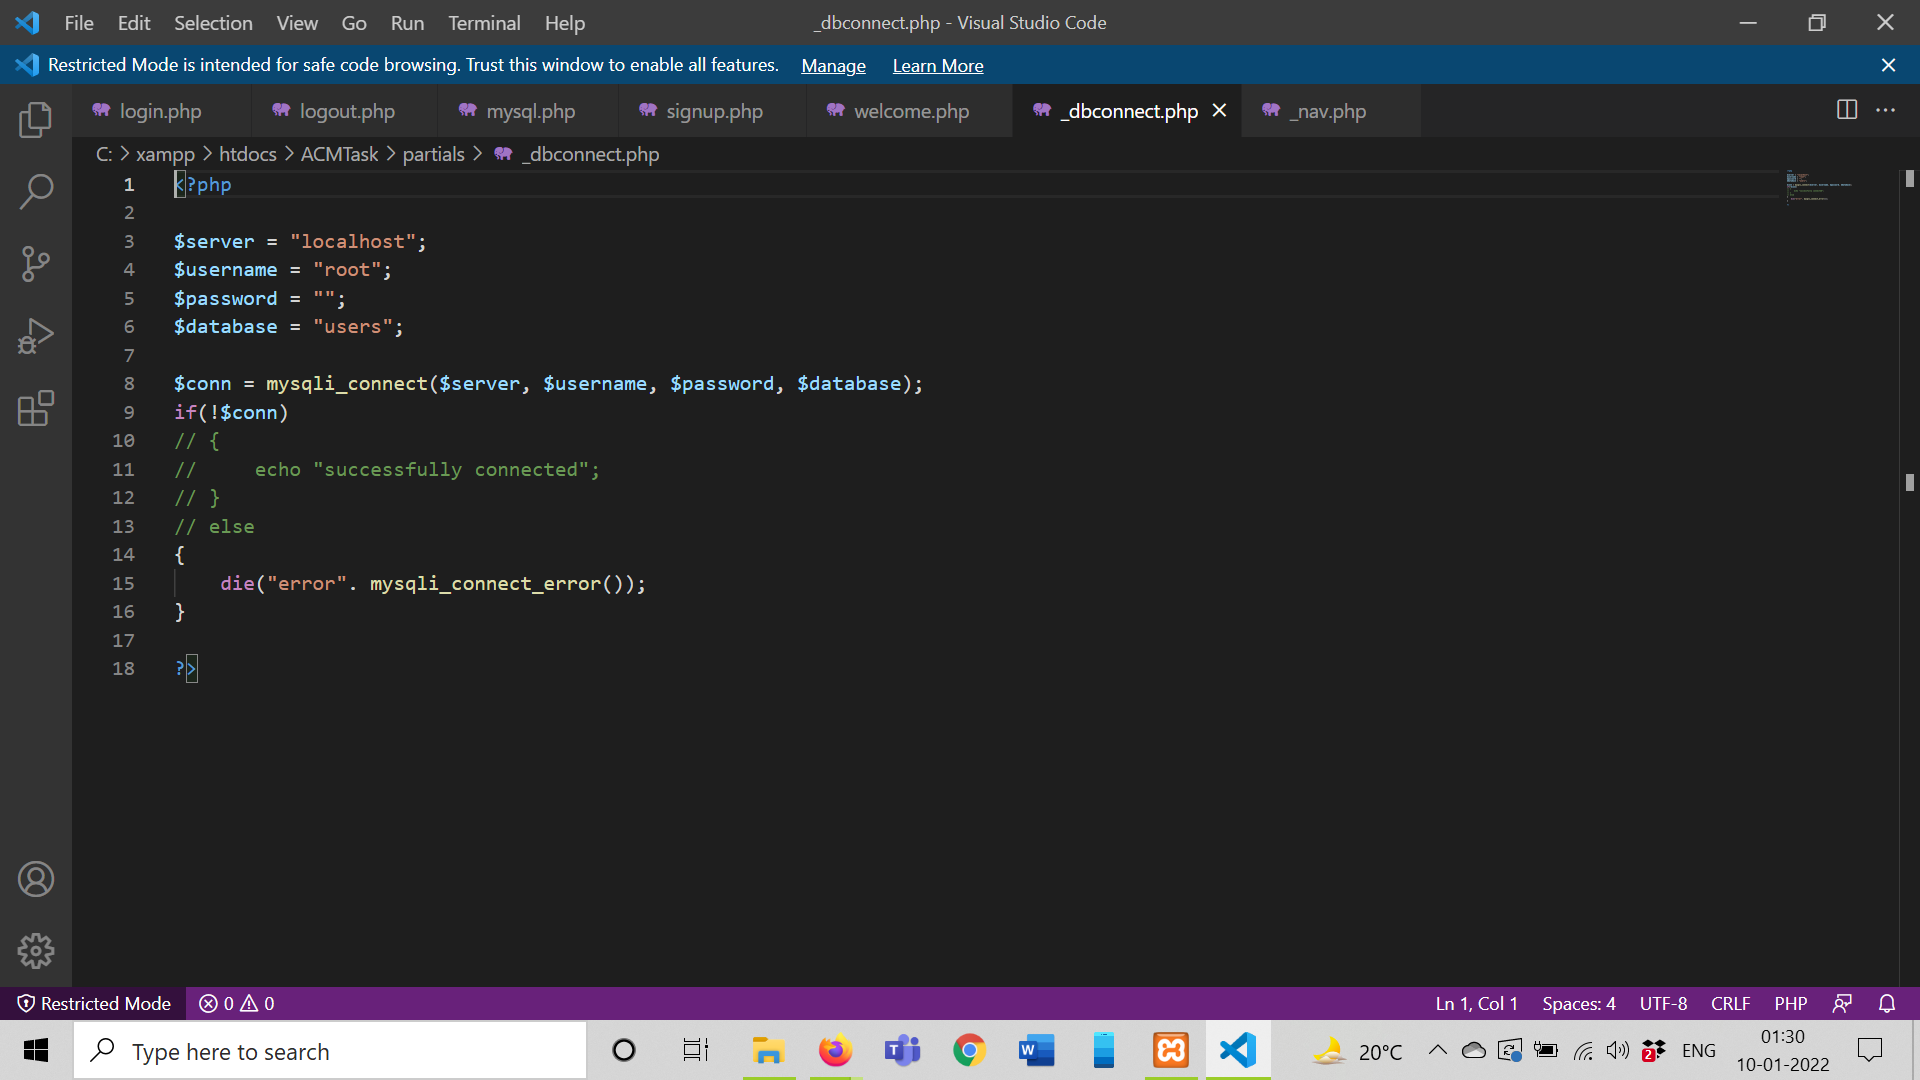 File Edit Selection View Go Run Terminal Help _dbconnect.php - Visual Studio Code
Restricted Mode is intended for safe code browsing. Trust this window to enable all features. Manage Learn More
login.php logout.php mysql.php signup.php welcome.php _dbconnect.php _nav.php
C: > xampp > htdocs > ACMTask > partials > _dbconnect.php
1 <?php
2
3 $server = "localhost";
4 $username = "root";
5 $password = "";
6 $database = "users";
7
8 $conn = mysqli_connect($server, $username, $password, $database);
9 if(!$conn)
10 // {
11 //     echo "successfully connected";
12 // }
13 // else
14 {
15     die("error". mysqli_connect_error());
16 }
17
18 ?>
Restricted Mode 0 0 Ln 1, Col 1 Spaces: 4 UTF-8 CRLF PHP
Type here to search 20°C 2 ENG 01:30
10-01-2022